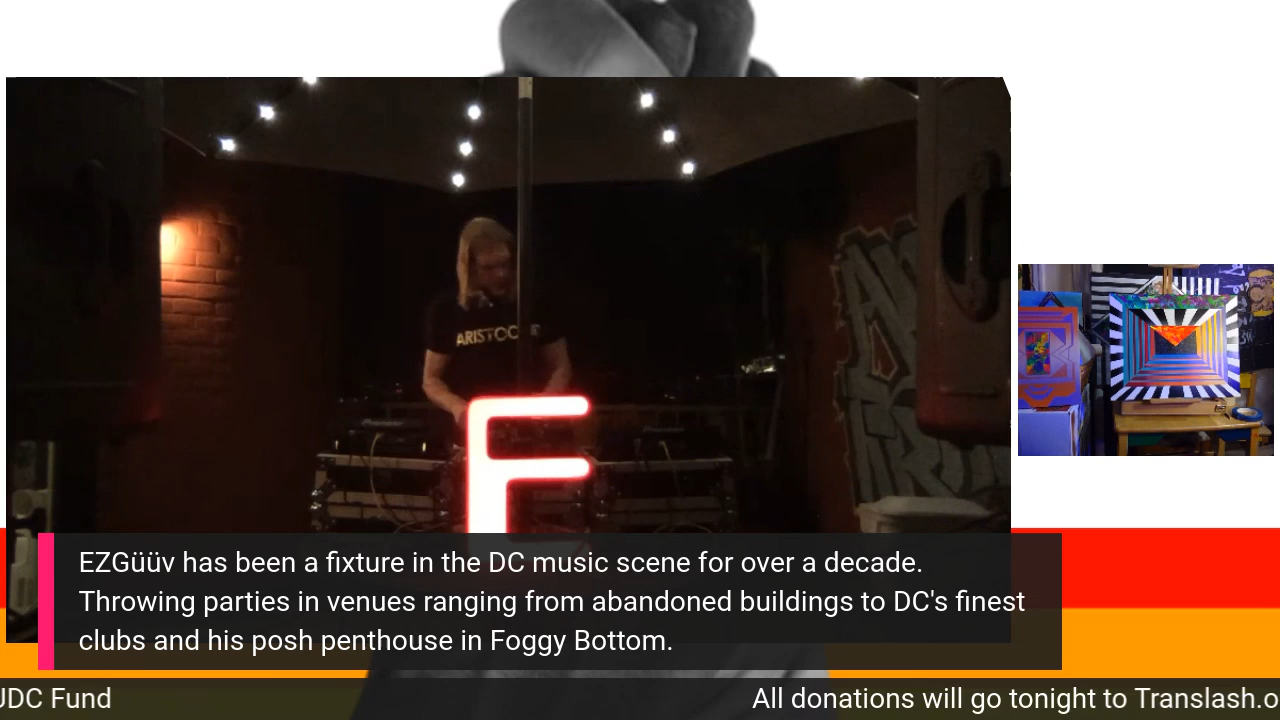 ARISTOC
F
EZGüüv has been a fixture in the DC music scene for over a decade.
Throwing parties in venues ranging from abandoned buildings to DC's finest
clubs and his posh penthouse in Foggy Bottom.
JDC Fund
All donations will go tonight to Translash.o